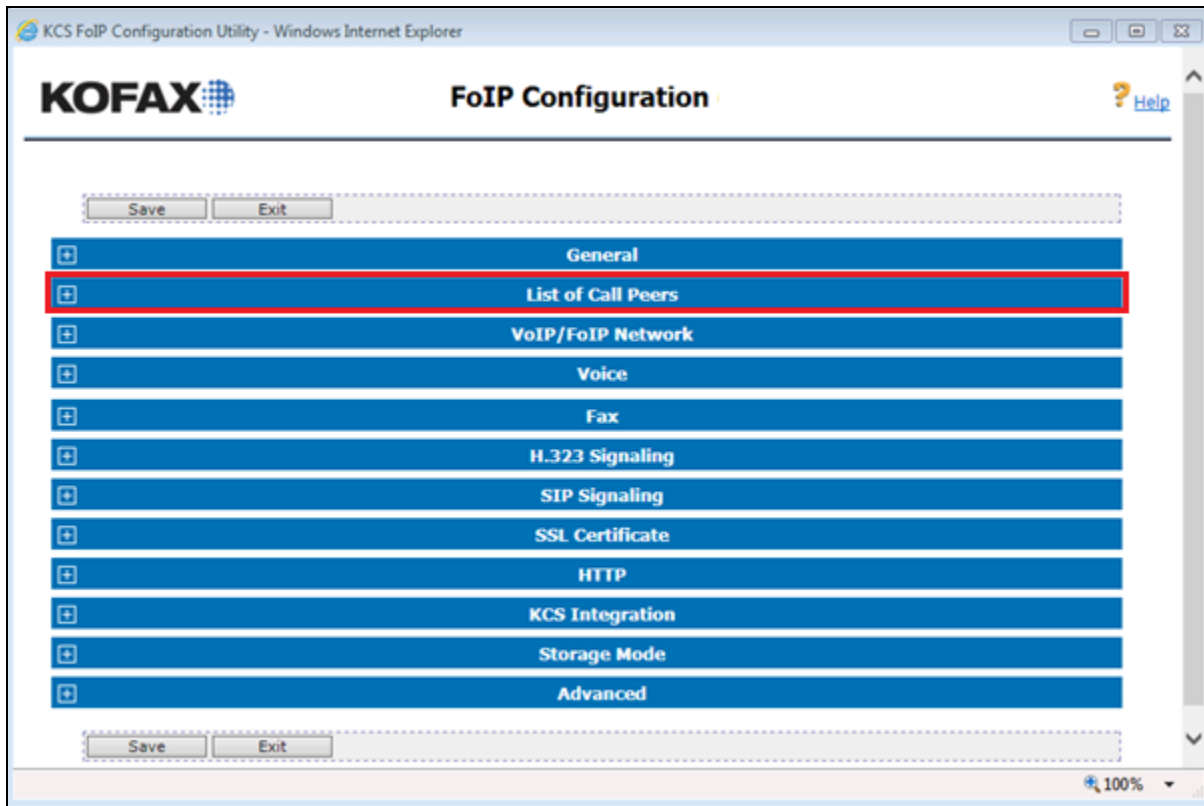 KCS FoIP Configuration Utility - Windows Internet Explorer
KOFAX
FoIP Configuration
? Help
Save Exit
General
List of Call Peers
VoIP/FoIP Network
Voice
Fax
H.323 Signaling
SIP Signaling
SSL Certificate
HTTP
KCS Integration
Storage Mode
Advanced
Save Exit
100%